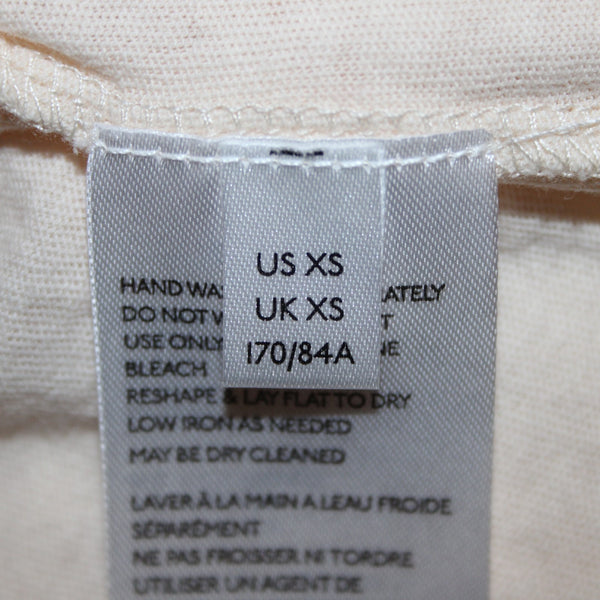 US XS
UK XS
170/84A
HAND WA ATELY
DO NOT W T
USE ONL NE
BLEACH
RESHAPE & LAY FLAT TO DRY
LOW IRON AS NEEDED
MAY BE DRY CLEANED
LAVER À LA MAIN A LEAU FROIDE
SÉPARÉMENT
NE PAS FROISSER NI TORDRE
UTILISER UN AGENT DE